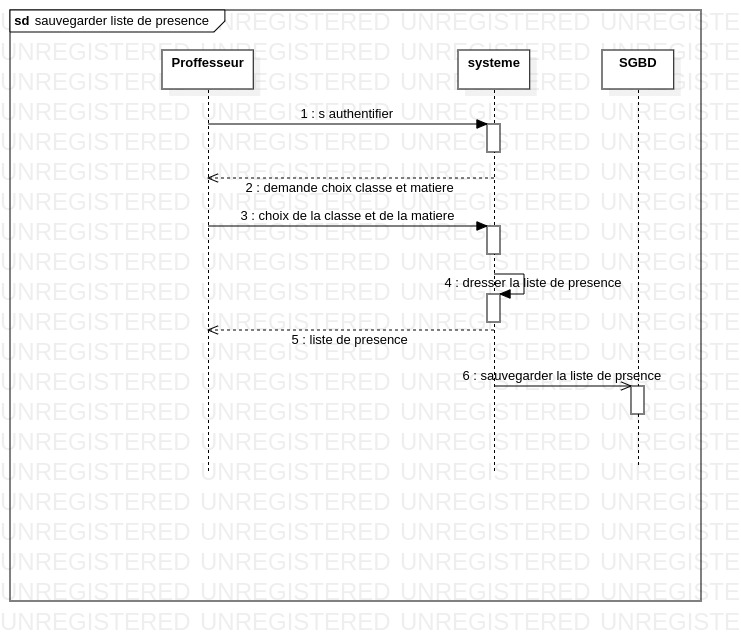 sd sauvegarder liste de presence
Proffesseur
systeme
SGBD
1 : s authentifier
2 : demande choix classe et matiere
3 : choix de la classe et de la matiere
4 : dresser la liste de presence
5 : liste de presence
6 : sauvegarder la liste de prsence
UNREGISTERED UNREGISTERED UNREGISTERED UNREGISTERED